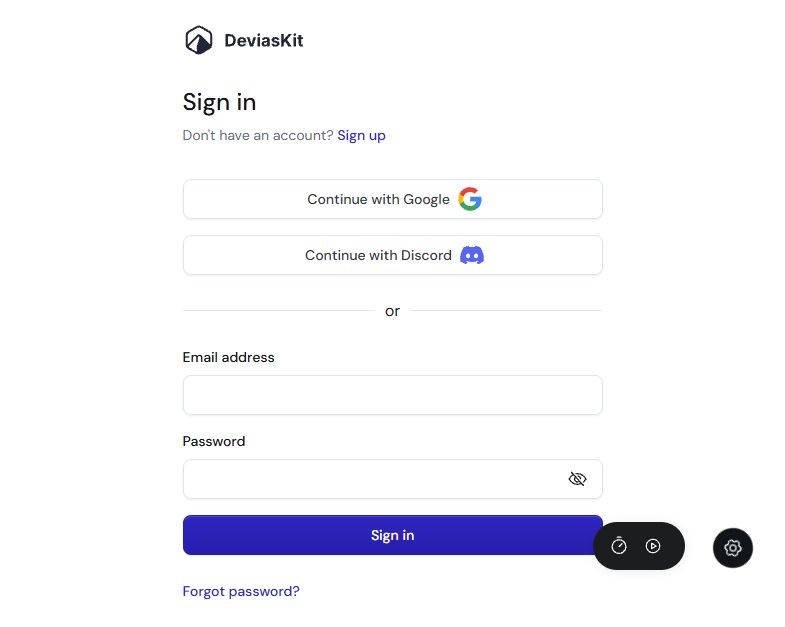 DeviasKit
Sign in
Don't have an account? Sign up
Continue with Google
Continue with Discord
or
Email address
Password
Sign in
Forgot password?